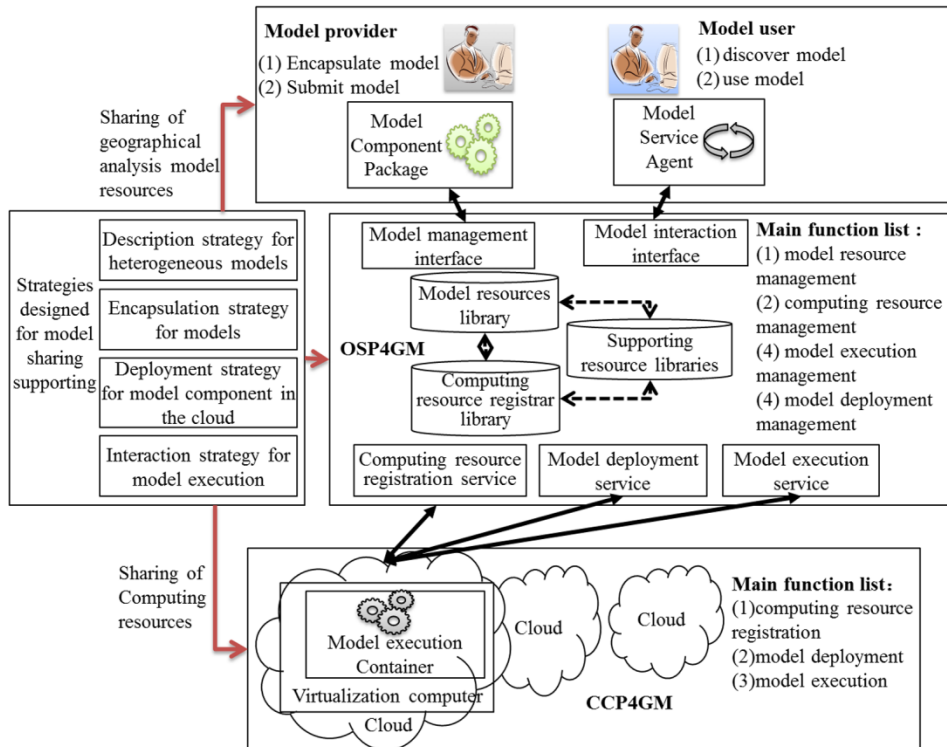 Model provider
(1) Encapsulate model
(2) Submit model
Model user
(1) discover model
(2) use model
Model
Component
Package
Model
Service
Agent
Sharing of
geographical
analysis model
resources
Strategies
designed
for model
sharing
supporting
Description strategy for
heterogeneous models
Encapsulation strategy
for models
Deployment strategy
for model component in
the cloud
Interaction strategy for
model execution
Model management
interface
Model interaction
interface
Model resources
library
OSP4GM
Supporting
resource libraries
Computing
resource registrar
library
Main function list :
(1) model resource
management
(2) computing resource
management
(4) model execution
management
(4) model deployment
management
Computing resource
registration service
Model deployment
service
Model execution
service
Sharing of
Computing
resources
Model execution
Container
Virtualization computer
Cloud
Cloud
Cloud
CCP4GM
Main function list:
(1)computing resource
registration
(2)model deployment
(3)model execution